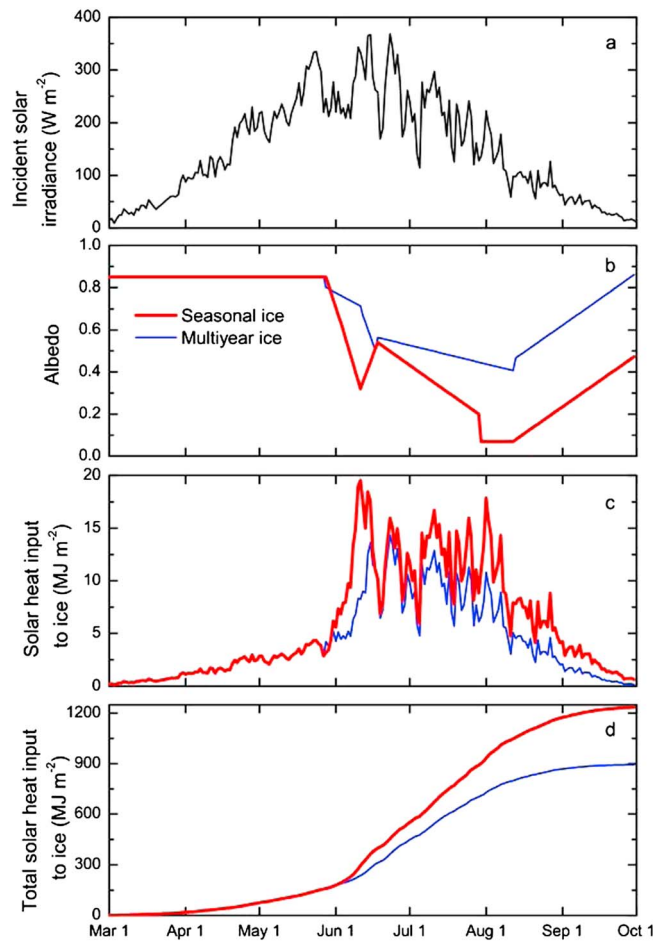 a
Incident solar
irradiance (W m⁻²)
400
300
200
100
0
b
Albedo
1.0
0.8
0.6
0.4
0.2
0.0
Seasonal ice
Multiyear ice
c
Solar heat input
to ice (MJ m⁻²)
20
15
10
5
0
d
Total solar heat input
to ice (MJ m⁻²)
1200
900
600
300
0
Mar 1 Apr 1 May 1 Jun 1 Jul 1 Aug 1 Sep 1 Oct 1